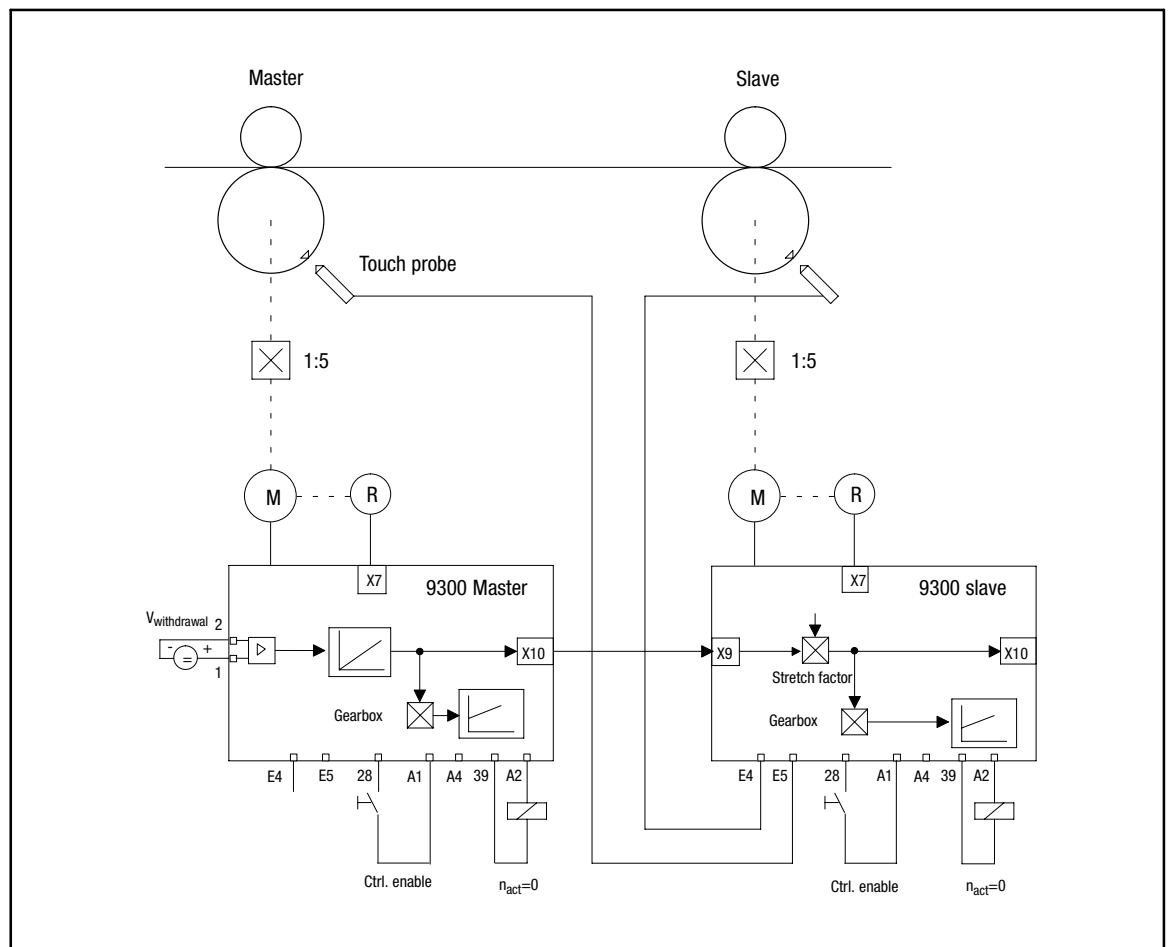 Master
Slave
Touch probe
1:5
1:5
M
R
M
R
X7
9300 Master
X7
9300 slave
Vwithdrawal 2
- +
=
1
X10
X9
X10
Stretch factor
Gearbox
Gearbox
E4 E5 28 A1 A4 39 A2
E4 E5 28 A1 A4 39 A2
Ctrl. enable
nact=0
Ctrl. enable
nact=0